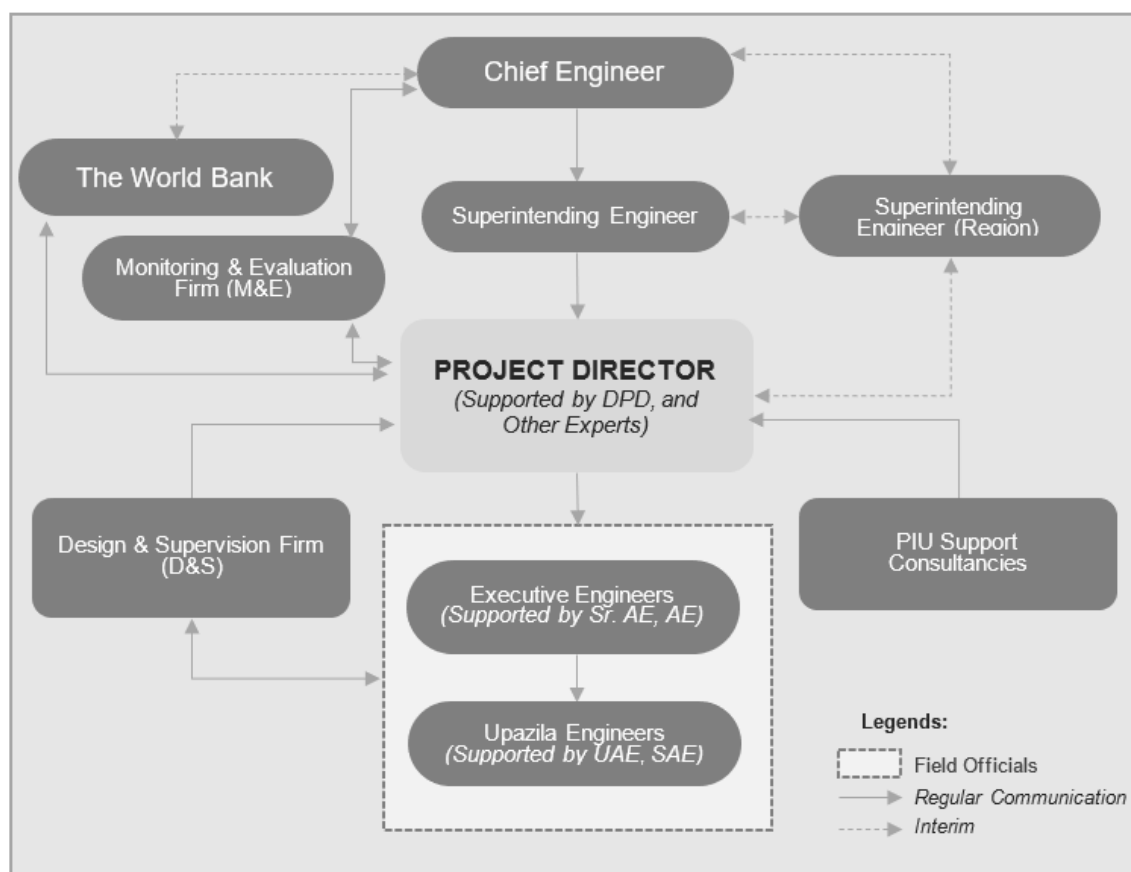 Chief Engineer
The World Bank
Superintending Engineer
Superintending
Engineer (Region)
Monitoring & Evaluation
Firm (M&E)
PROJECT DIRECTOR
(Supported by DPD, and
Other Experts)
Design & Supervision Firm
(D&S)
PIU Support
Consultancies
Executive Engineers
(Supported by Sr. AE, AE)
Upazila Engineers
(Supported by UAE, SAE)
Legends:
Field Officials
Regular Communication
Interim